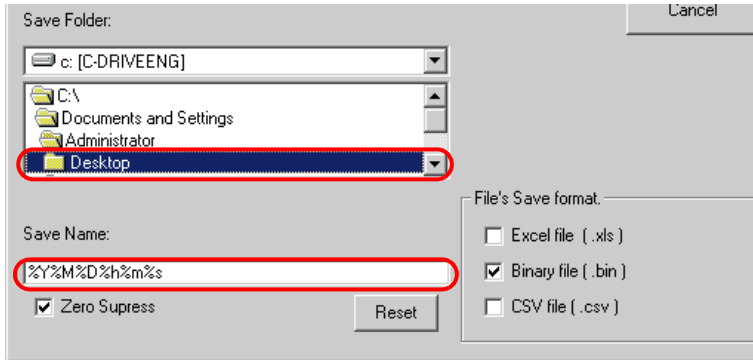 Save Folder:
Cancel
c: [C-DRIVEENG]
C:\
Documents and Settings
Administrator
Desktop
File's Save format.
Save Name:
Excel file ( .xls )
%Y%M%D%h%m%s
Binary file ( .bin )
Zero Supress
Reset
CSV file ( .csv )